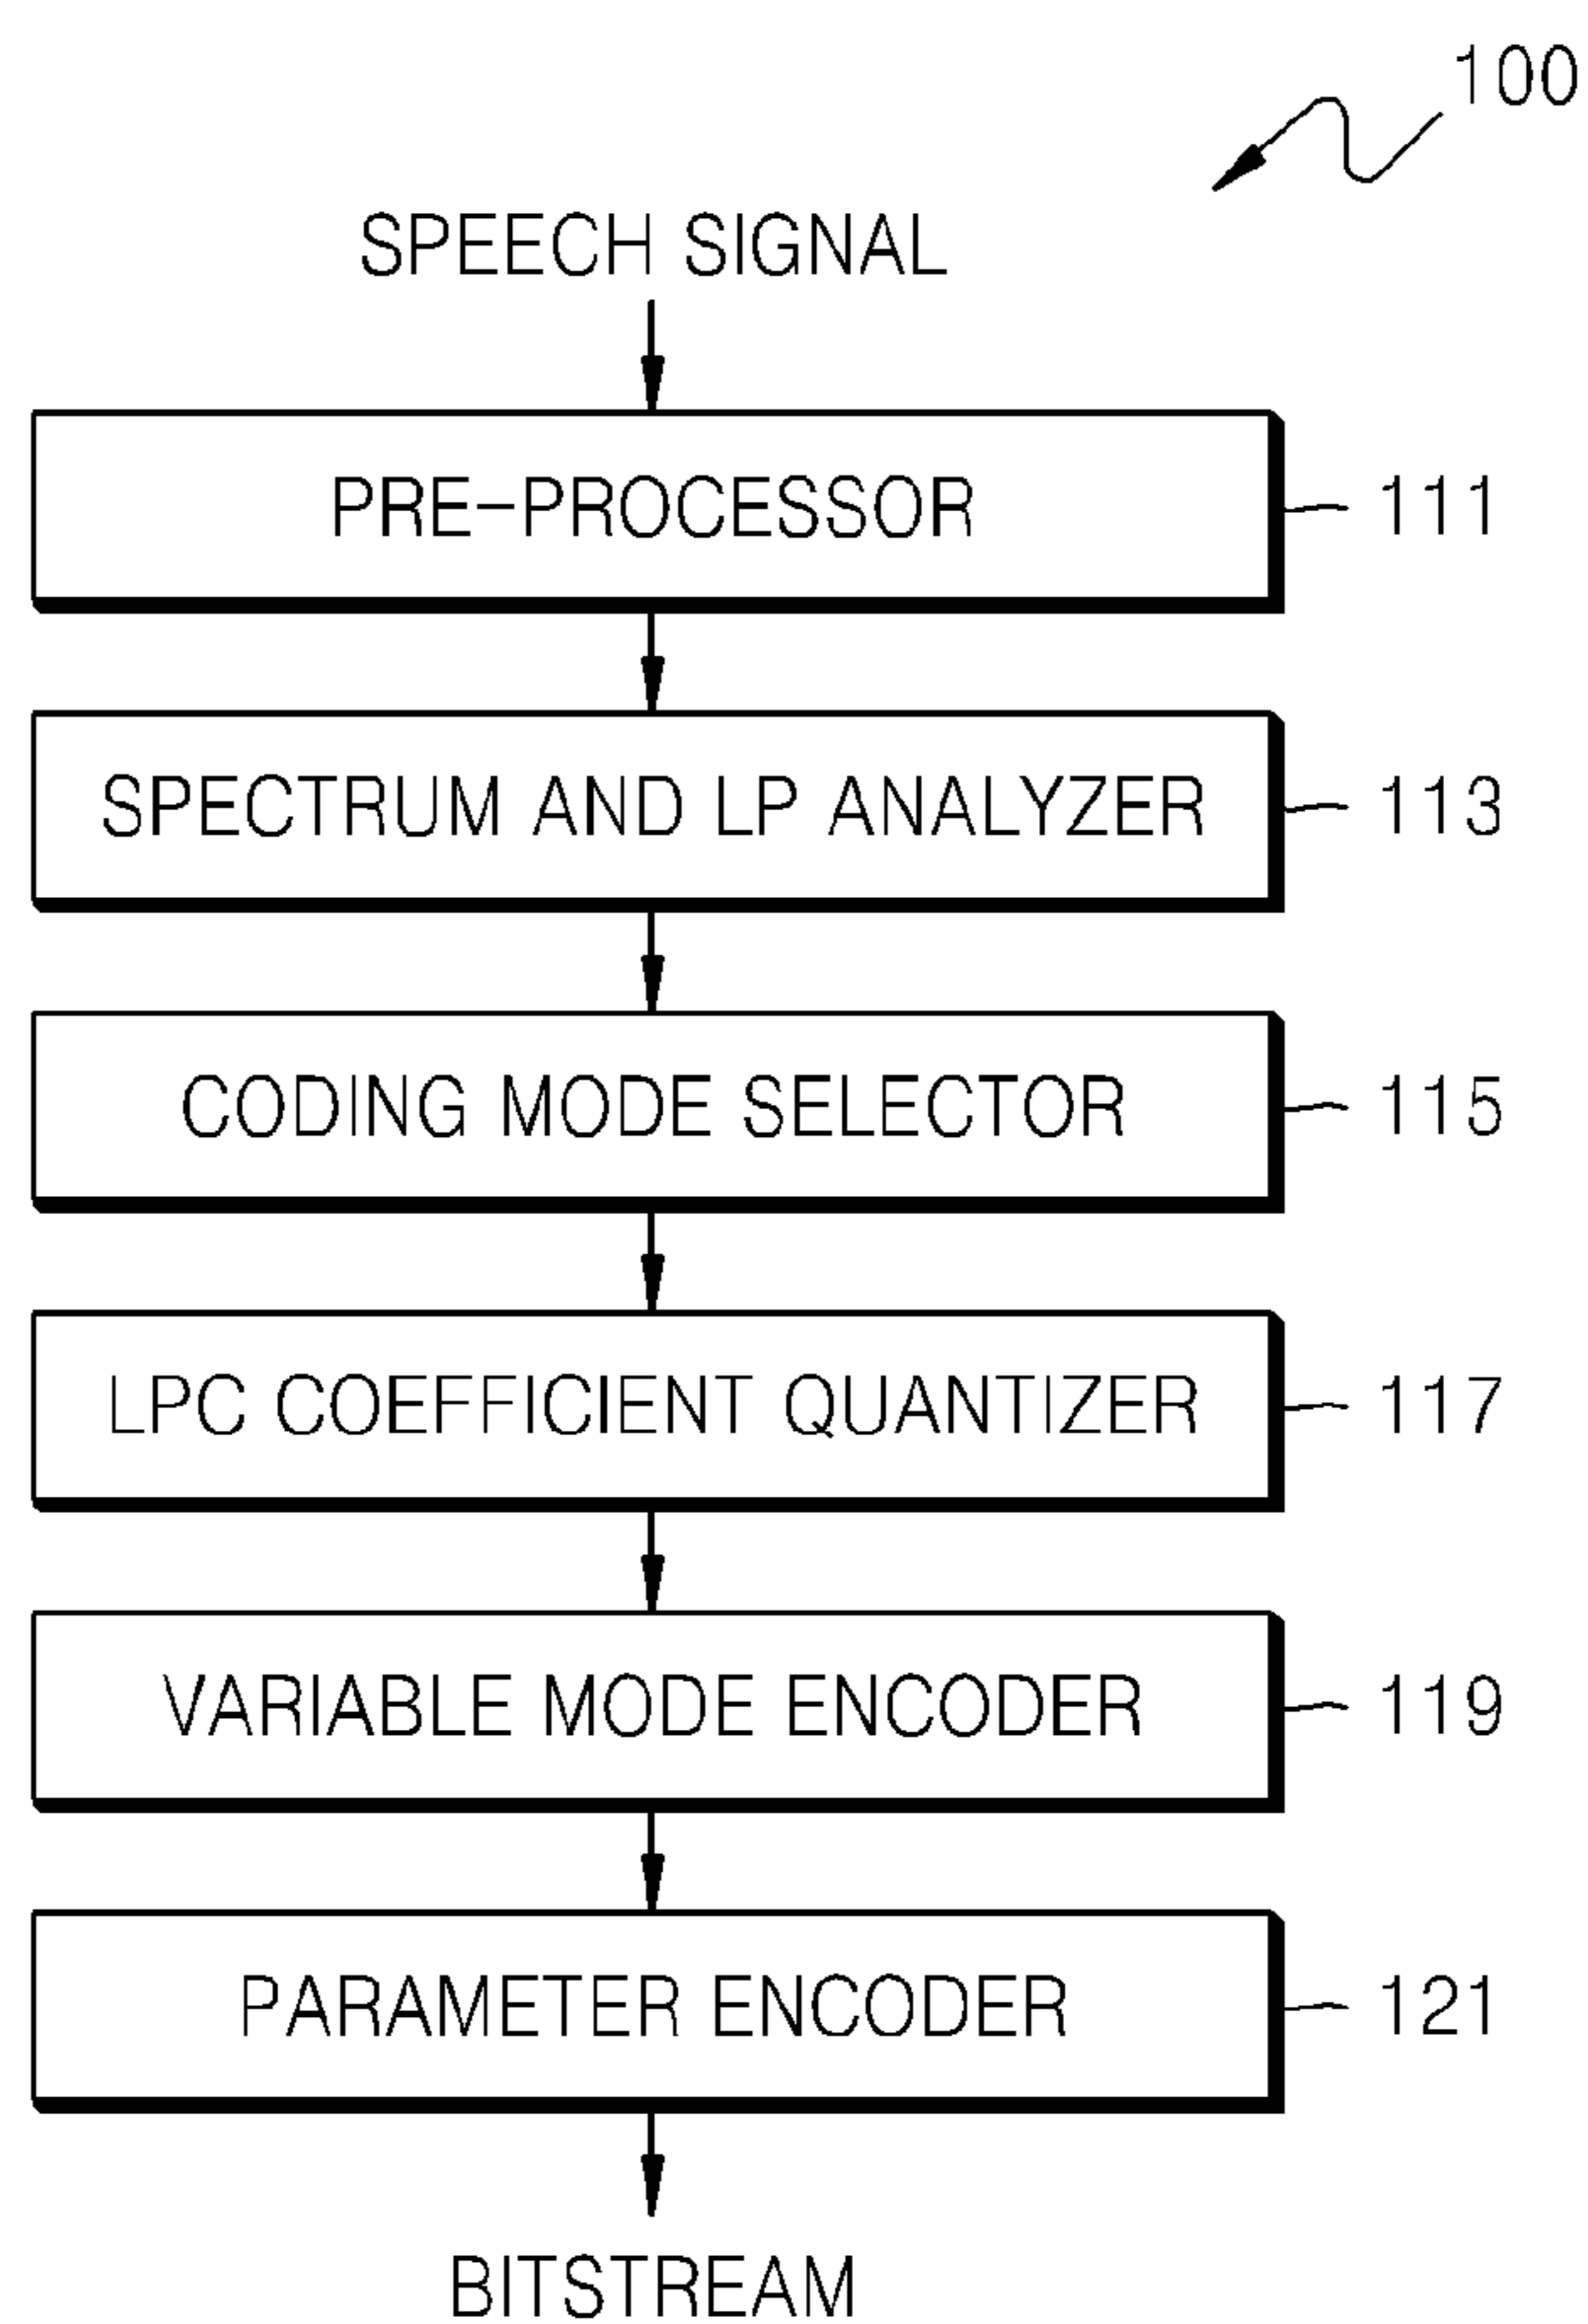 100
SPEECH SIGNAL
PRE-PROCESSOR
111
SPECTRUM AND LP ANALYZER
113
CODING MODE SELECTOR
115
LPC COEFFICIENT QUANTIZER
117
VARIABLE MODE ENCODER
119
PARAMETER ENCODER
121
BITSTREAM